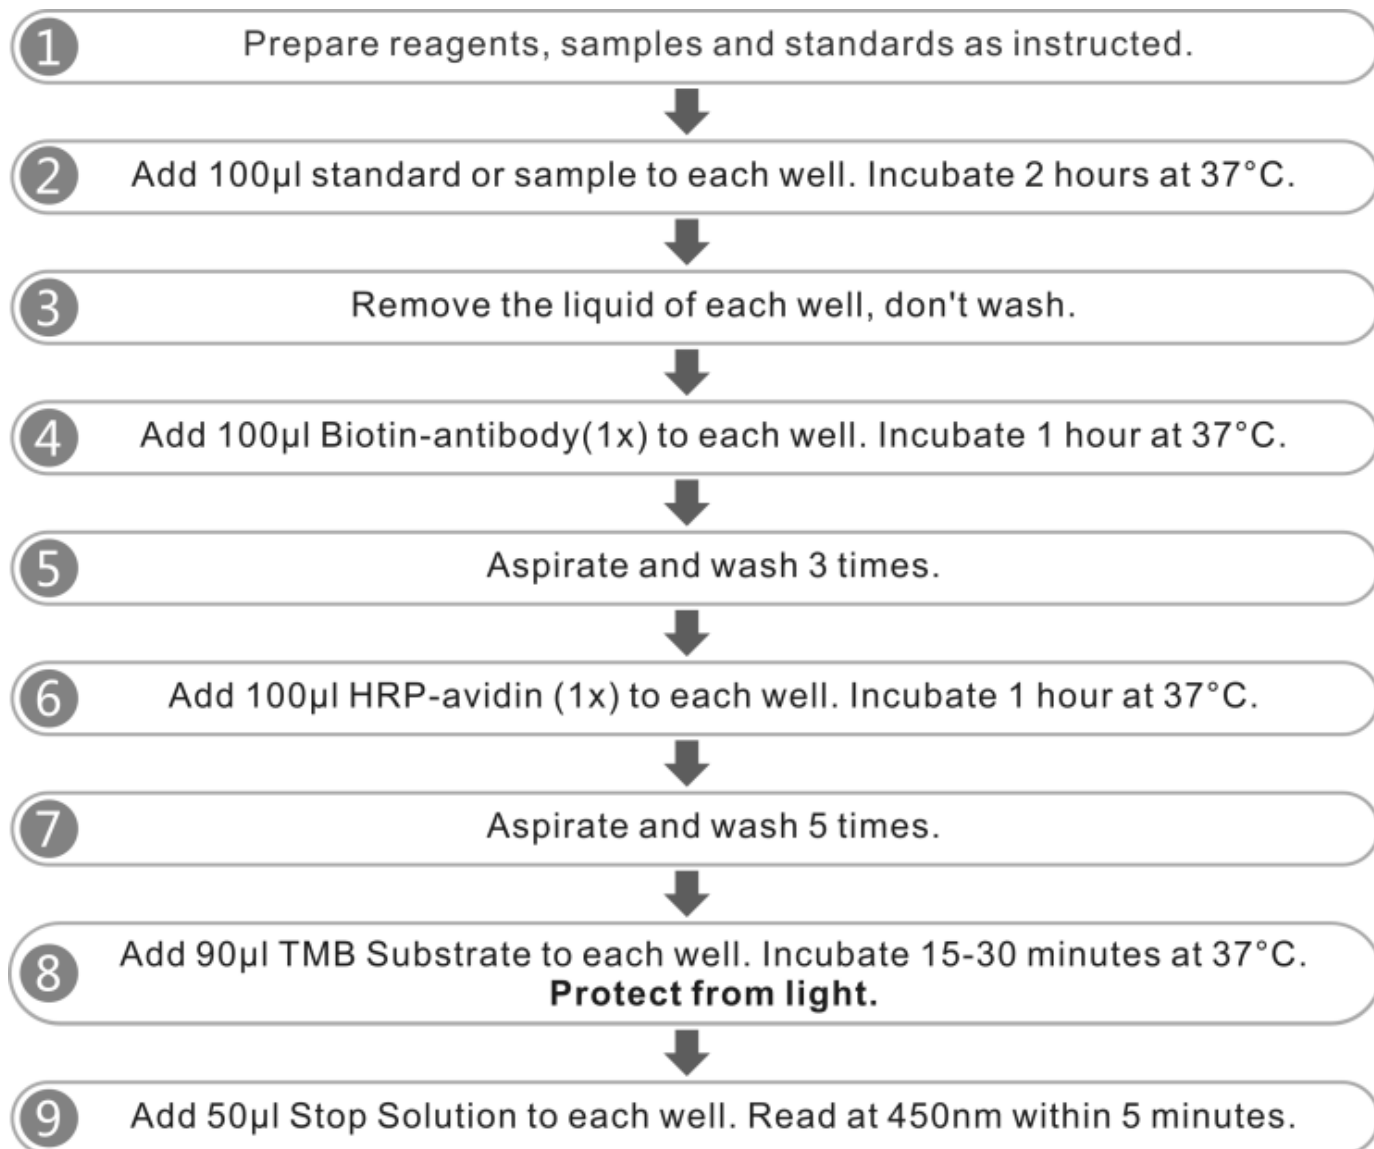 1 Prepare reagents, samples and standards as instructed.
2 Add 100µl standard or sample to each well. Incubate 2 hours at 37°C.
3 Remove the liquid of each well, don't wash.
4 Add 100µl Biotin-antibody(1x) to each well. Incubate 1 hour at 37°C.
5 Aspirate and wash 3 times.
6 Add 100µl HRP-avidin (1x) to each well. Incubate 1 hour at 37°C.
7 Aspirate and wash 5 times.
8 Add 90µl TMB Substrate to each well. Incubate 15-30 minutes at 37°C.
Protect from light.
9 Add 50µl Stop Solution to each well. Read at 450nm within 5 minutes.